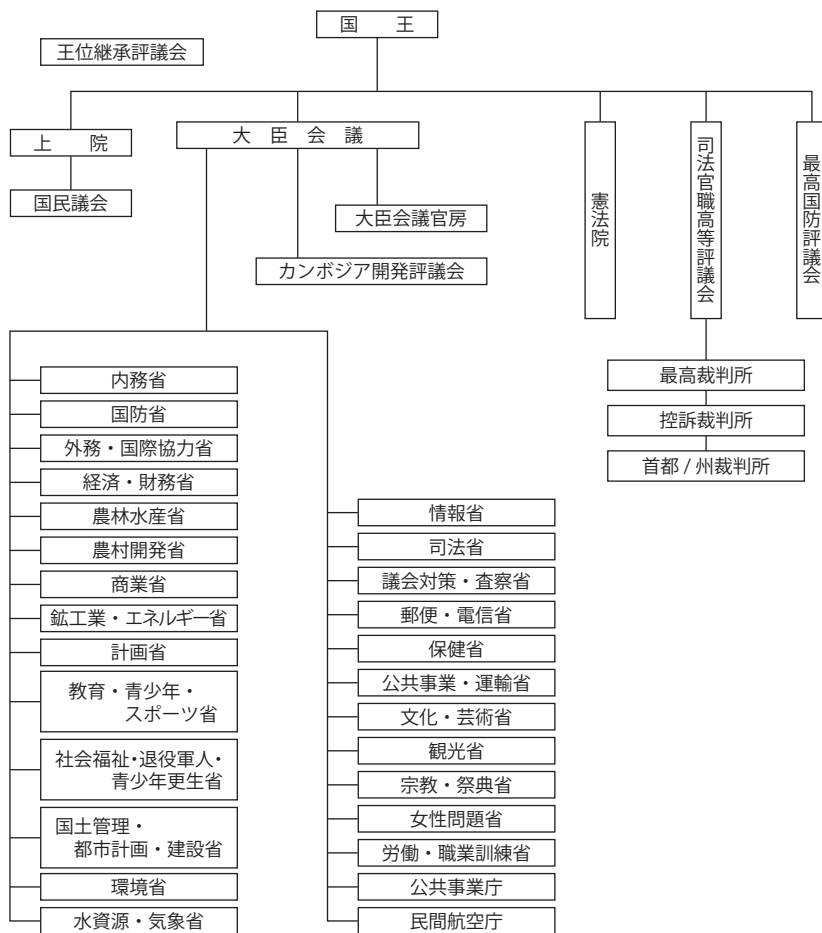 国　王
王位継承評議会
上　院
大 臣 会 議
国民議会
大臣会議官房
カンボジア開発評議会
憲法院
司法官職高等評議会
最高国防評議会
最高裁判所
控訴裁判所
首都 / 州裁判所
内務省
国防省
外務・国際協力省
経済・財務省
農林水産省
農村開発省
商業省
鉱工業・エネルギー省
計画省
教育・青少年・
スポーツ省
社会福祉・退役軍人・
青少年更生省
国土管理・
都市計画・建設省
環境省
水資源・気象省
情報省
司法省
議会対策・査察省
郵便・電信省
保健省
公共事業・運輸省
文化・芸術省
観光省
宗教・祭典省
女性問題省
労働・職業訓練省
公共事業庁
民間航空庁